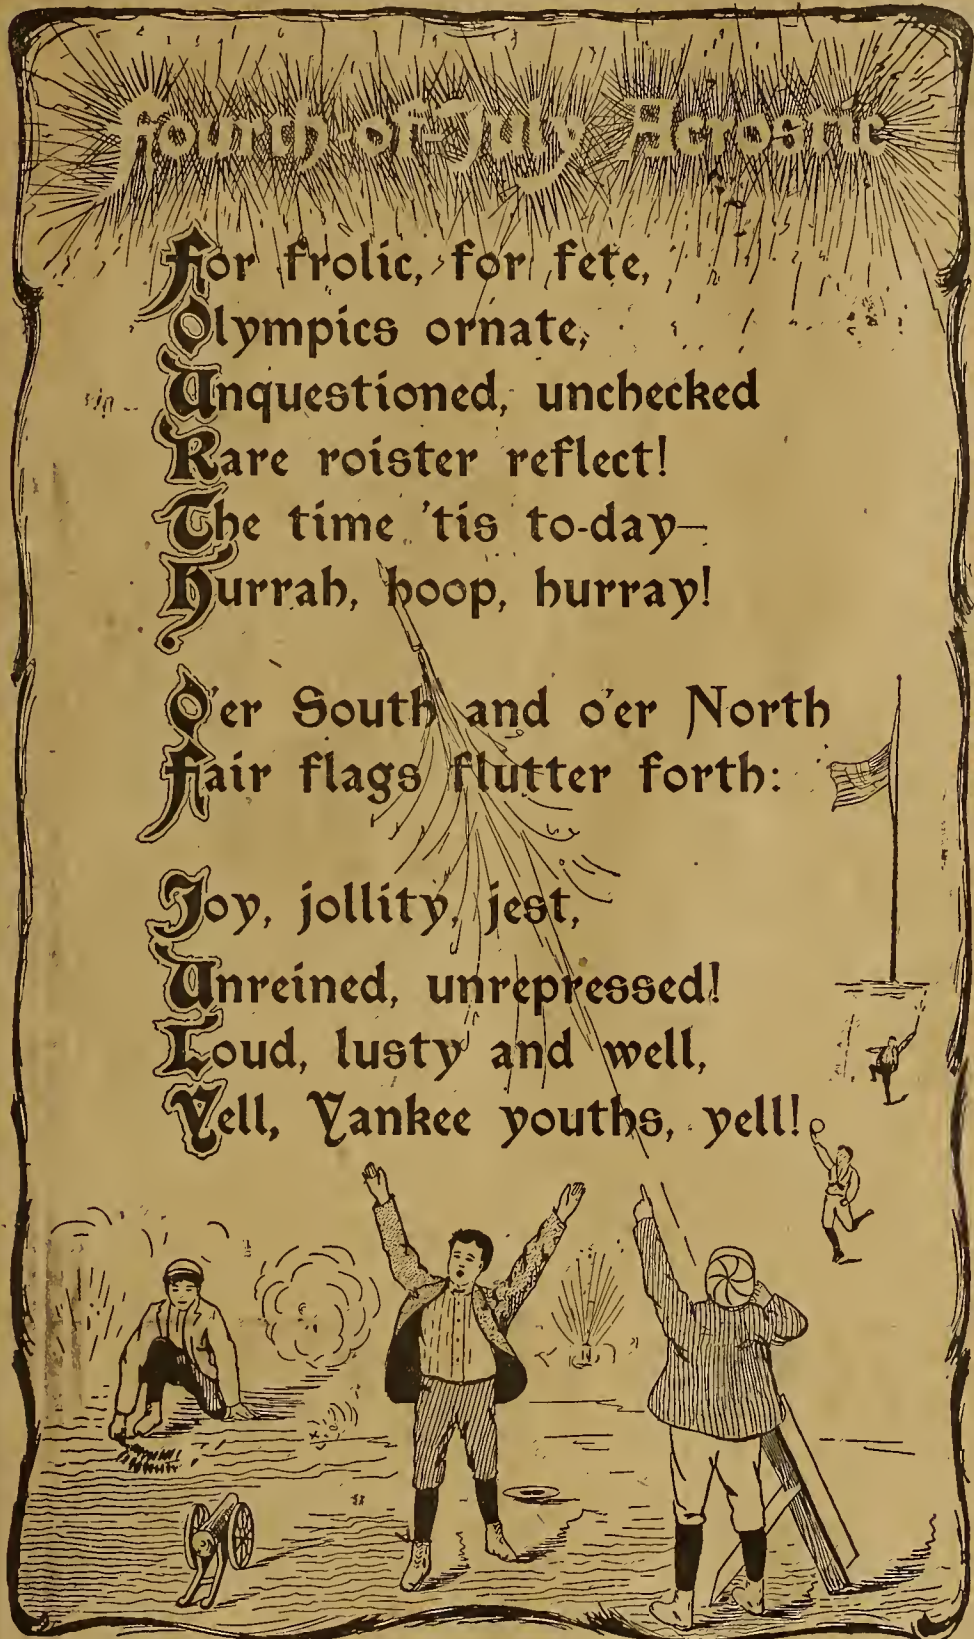 Fourth-of-July Acrostic
For frolic, for fete,
Olympics ornate,
Unquestioned, unchecked
Rare roister reflect!
The time 'tis to-day—
Hurrah, hoop, hurray!
O'er South and o'er North
Fair flags flutter forth:
Joy, jollity, jest,
Unreined, unrepressed!
Loud, lusty and well,
Yell, Yankee youths, yell!